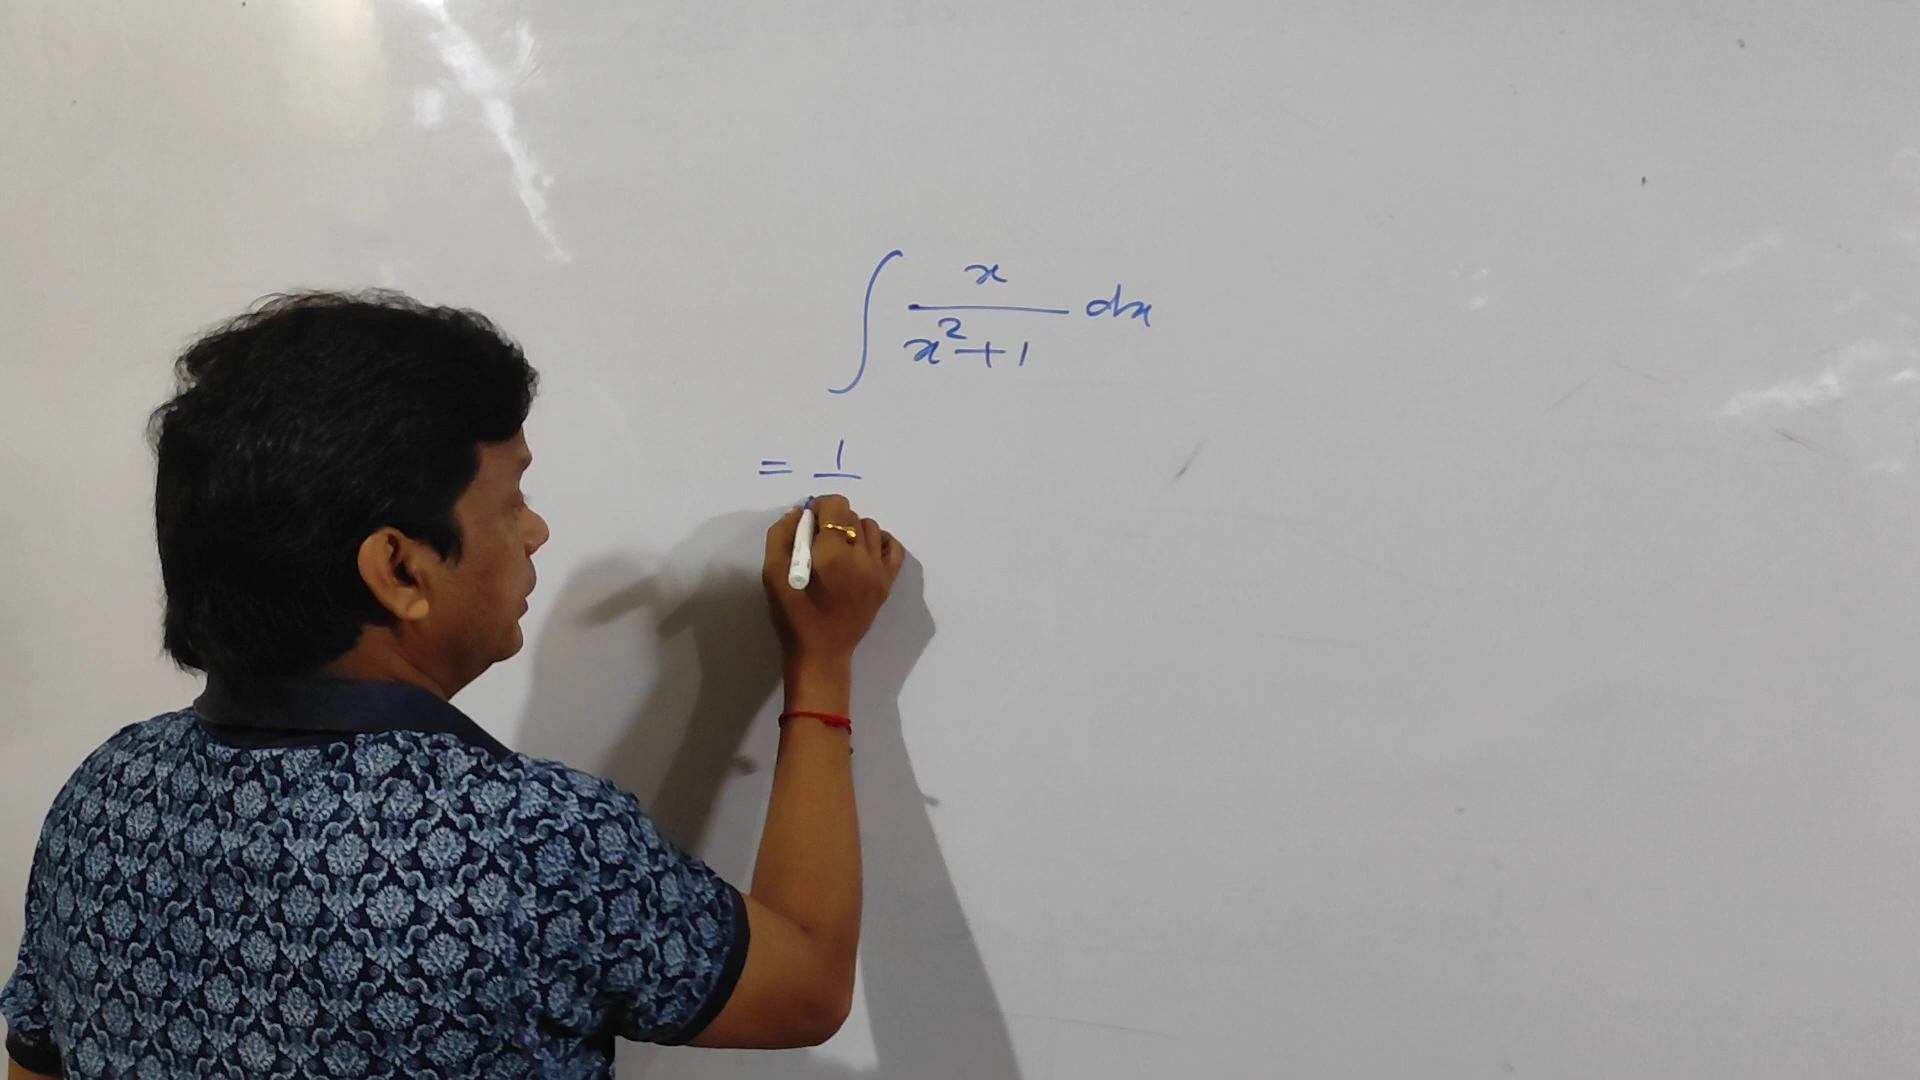 ∫ x/(x²+1) dx
= 1/